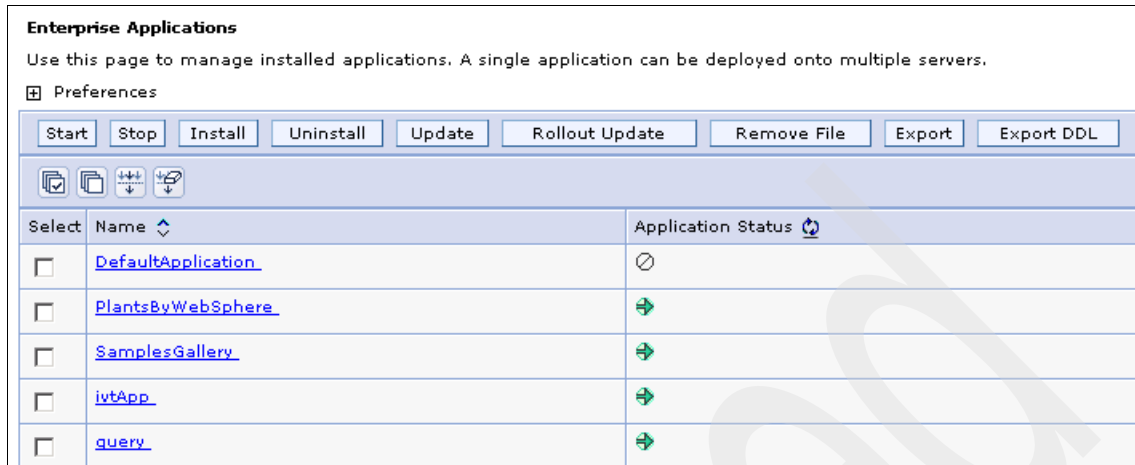 Enterprise Applications
Use this page to manage installed applications. A single application can be deployed onto multiple servers.
Preferences
Start Stop Install Uninstall Update Rollout Update Remove File Export Export DDL
Select Name Application Status
DefaultApplication
PlantsByWebSphere
SamplesGallery
ivtApp
query